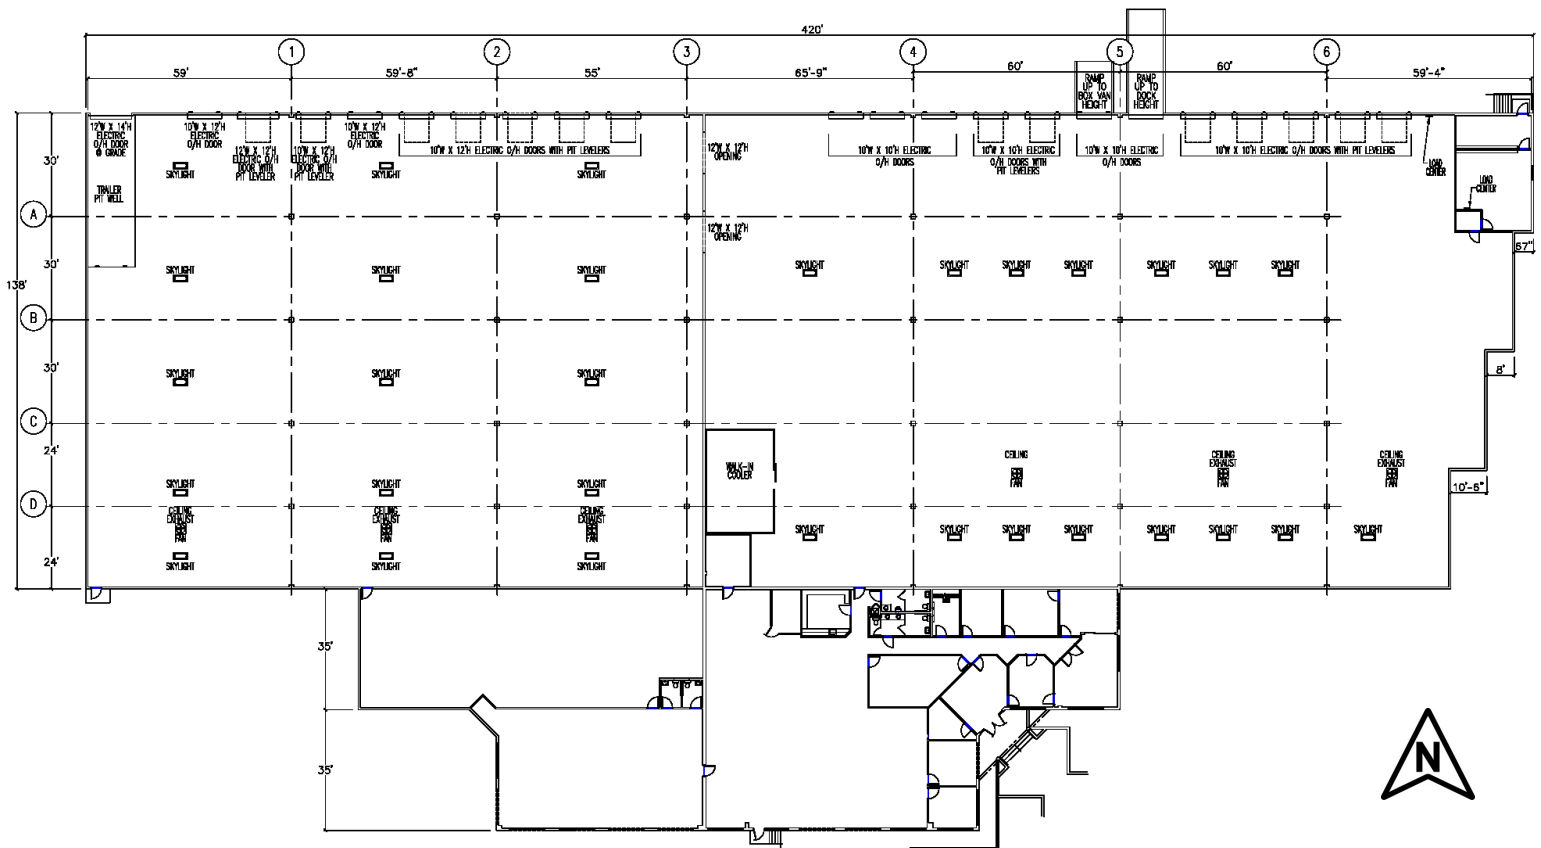 420'
1
2
3
4
5
6
59'
59'-8"
55'
65'-9"
60'
60'
59'-4"
RAMP
UP TO
BOX VAN
HEIGHT
RAMP
UP TO
DOCK
HEIGHT
12'W X 14'H
ELECTRIC
O/H DOOR
@ GRADE
10'W X 12'H
ELECTRIC
O/H DOOR
12'W X 12'H
ELECTRIC O/H
DOOR WITH
PIT LEVELER
10'W X 12'H
ELECTRIC O/H
DOOR WITH
PIT LEVELER
10'W X 12'H
ELECTRIC
O/H DOOR
10'W X 12'H ELECTRIC O/H DOORS WITH PIT LEVELERS
12'W X 12'H
OPENING
10'W X 10'H ELECTRIC
O/H DOORS
10'W X 10'H ELECTRIC
O/H DOORS WITH
PIT LEVELERS
10'W X 10'H ELECTRIC
O/H DOORS
10'W X 10'H ELECTRIC O/H DOORS WITH PIT LEVELERS
LOAD
CENTER
LOAD
CENTER
30'
TRAILER
PIT WELL
SKYLIGHT
SKYLIGHT
SKYLIGHT
A
12'W X 12'H
OPENING
67"
30'
138'
SKYLIGHT
SKYLIGHT
SKYLIGHT
SKYLIGHT
SKYLIGHT
SKYLIGHT
SKYLIGHT
SKYLIGHT
SKYLIGHT
SKYLIGHT
B
30'
SKYLIGHT
SKYLIGHT
SKYLIGHT
8'
C
24'
WALK-IN
COOLER
CEILING
FAN
CEILING
EXHAUST
FAN
CEILING
EXHAUST
FAN
SKYLIGHT
SKYLIGHT
SKYLIGHT
10'-6"
D
CEILING
EXHAUST
FAN
CEILING
EXHAUST
FAN
CEILING
EXHAUST
FAN
SKYLIGHT
SKYLIGHT
SKYLIGHT
SKYLIGHT
SKYLIGHT
SKYLIGHT
SKYLIGHT
SKYLIGHT
24'
SKYLIGHT
SKYLIGHT
SKYLIGHT
35'
35'
N